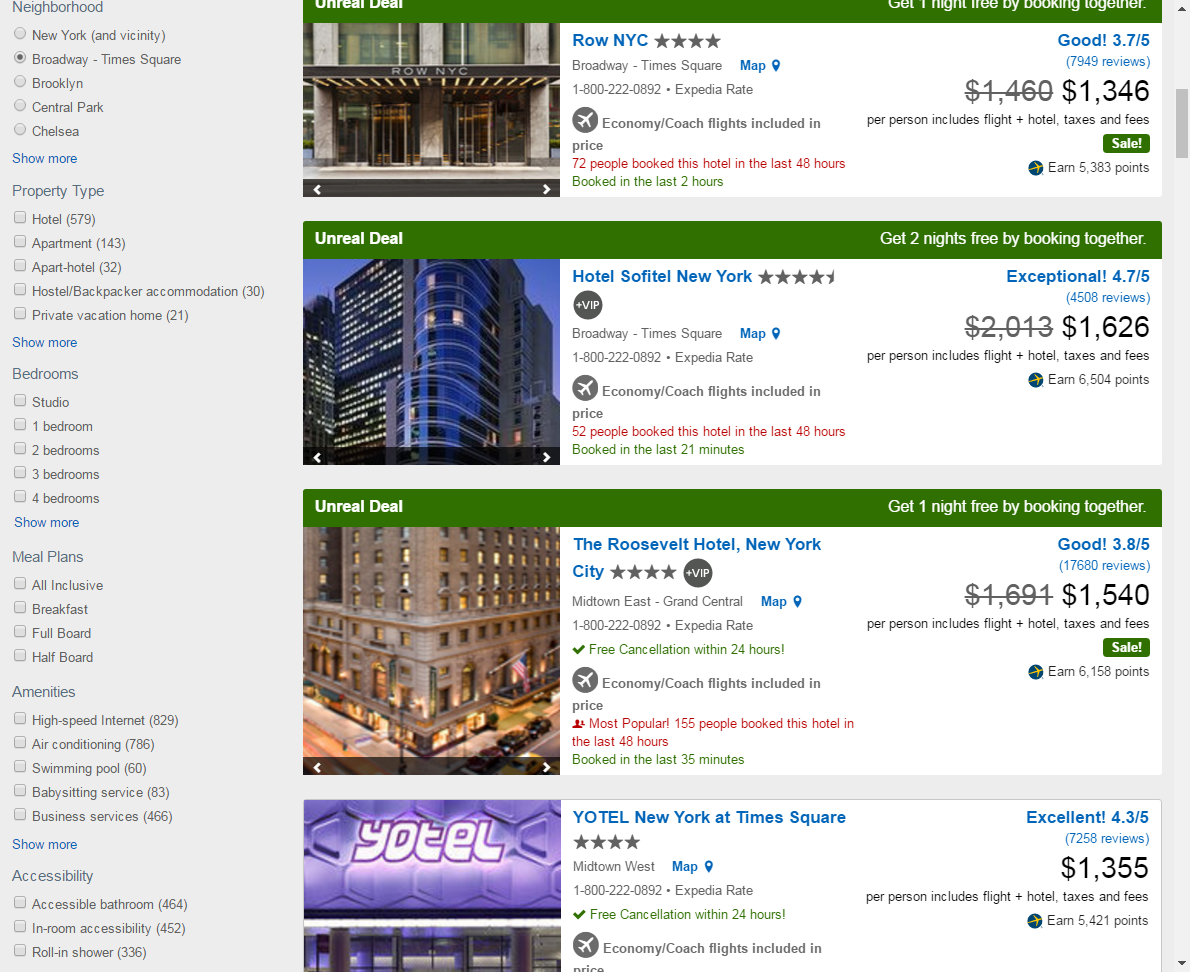 Neighborhood
New York (and vicinity)
Broadway - Times Square
Brooklyn
Central Park
Chelsea
Show more
Property Type
Hotel (579)
Apartment (143)
Apart-hotel (32)
Hostel/Backpacker accommodation (30)
Private vacation home (21)
Show more
Bedrooms
Studio
1 bedroom
2 bedrooms
3 bedrooms
4 bedrooms
Show more
Meal Plans
All Inclusive
Breakfast
Full Board
Half Board
Amenities
High-speed Internet (829)
Air conditioning (786)
Swimming pool (60)
Babysitting service (83)
Business services (466)
Show more
Accessibility
Accessible bathroom (464)
In-room accessibility (452)
Roll-in shower (336)
Unreal Deal
Get 1 night free by booking together.
ROW NYC
Row NYC
Broadway - Times Square Map
1-800-222-0892 • Expedia Rate
Economy/Coach flights included in
price
72 people booked this hotel in the last 48 hours
Booked in the last 2 hours
Good! 3.7/5
(7949 reviews)
$1,460 $1,346
per person includes flight + hotel, taxes and fees
Sale!
Earn 5,383 points
Unreal Deal
Get 2 nights free by booking together.
Hotel Sofitel New York
+VIP
Broadway - Times Square Map
1-800-222-0892 • Expedia Rate
Economy/Coach flights included in
price
52 people booked this hotel in the last 48 hours
Booked in the last 21 minutes
Exceptional! 4.7/5
(4508 reviews)
$2,013 $1,626
per person includes flight + hotel, taxes and fees
Earn 6,504 points
Unreal Deal
Get 1 night free by booking together.
The Roosevelt Hotel, New York
City +VIP
Midtown East - Grand Central Map
1-800-222-0892 • Expedia Rate
Free Cancellation within 24 hours!
Economy/Coach flights included in
price
Most Popular! 155 people booked this hotel in
the last 48 hours
Booked in the last 35 minutes
Good! 3.8/5
(17680 reviews)
$1,691 $1,540
per person includes flight + hotel, taxes and fees
Sale!
Earn 6,158 points
YOTEL
YOTEL New York at Times Square
Midtown West Map
1-800-222-0892 • Expedia Rate
Free Cancellation within 24 hours!
Economy/Coach flights included in
price
Excellent! 4.3/5
(7258 reviews)
$1,355
per person includes flight + hotel, taxes and fees
Earn 5,421 points